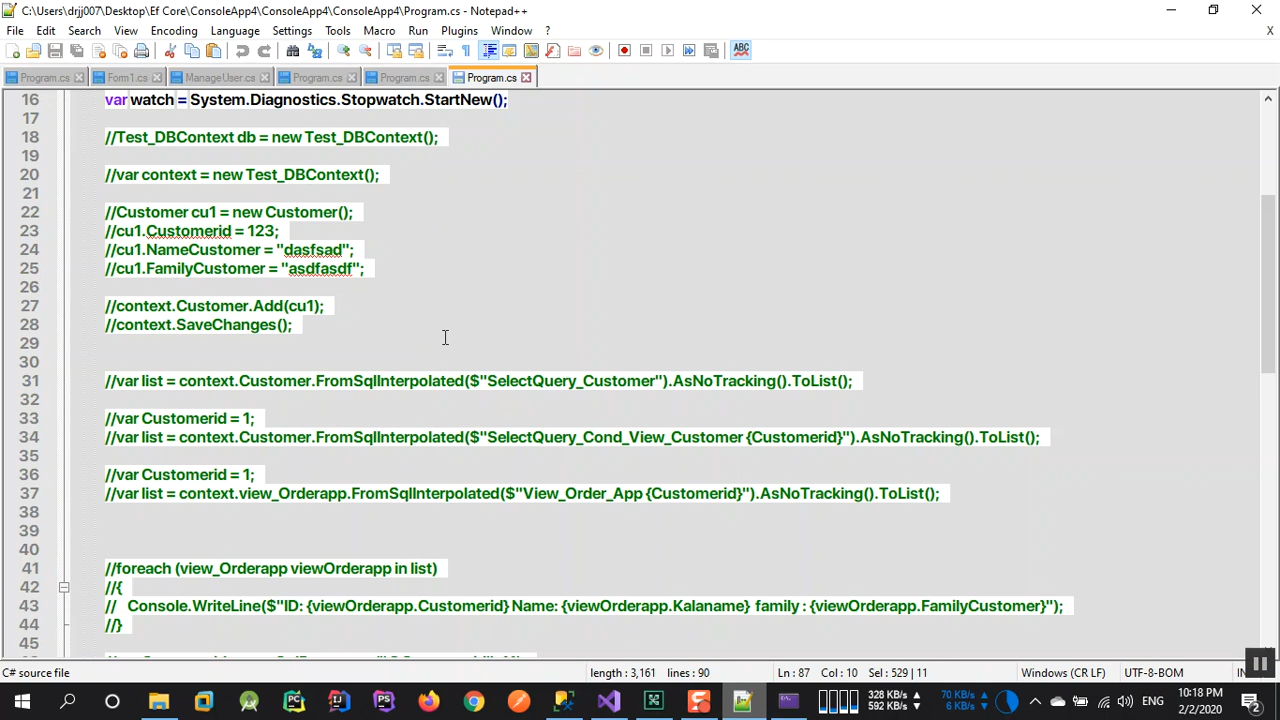 C:\Users\drjj007\Desktop\Ef Core\ConsoleApp4\ConsoleApp4\ConsoleApp4\Program.cs - Notepad++
File Edit Search View Encoding Language Settings Tools Macro Run Plugins Window ? X
Program.cs Form1.cs ManageUser.cs Program.cs Program.cs Program.cs
16 var watch = System.Diagnostics.Stopwatch.StartNew();
17
18 //Test_DBContext db = new Test_DBContext();
19
20 //var context = new Test_DBContext();
21
22 //Customer cu1 = new Customer();
23 //cu1.Customerid = 123;
24 //cu1.NameCustomer = "dasfsad";
25 //cu1.FamilyCustomer = "asdfasdf";
26
27 //context.Customer.Add(cu1);
28 //context.SaveChanges();
29
30
31 //var list = context.Customer.FromSqlInterpolated($"SelectQuery_Customer").AsNoTracking().ToList();
32
33 //var Customerid = 1;
34 //var list = context.Customer.FromSqlInterpolated($"SelectQuery_Cond_View_Customer {Customerid}").AsNoTracking().ToList();
35
36 //var Customerid = 1;
37 //var list = context.view_Orderapp.FromSqlInterpolated($"View_Order_App {Customerid}").AsNoTracking().ToList();
38
39
40
41 //foreach (view_Orderapp viewOrderapp in list)
42 //{
43 // Console.WriteLine($"ID: {viewOrderapp.Customerid} Name: {viewOrderapp.Kalaname} family : {viewOrderapp.FamilyCustomer}");
44 //}
45
C# source file length : 3,161 lines : 90 Ln : 87 Col : 10 Sel : 529 | 11 Windows (CR LF) UTF-8-BOM
328 KB/s 592 KB/s 70 KB/s 6 KB/s ENG 10:18 PM
2/2/2020 2